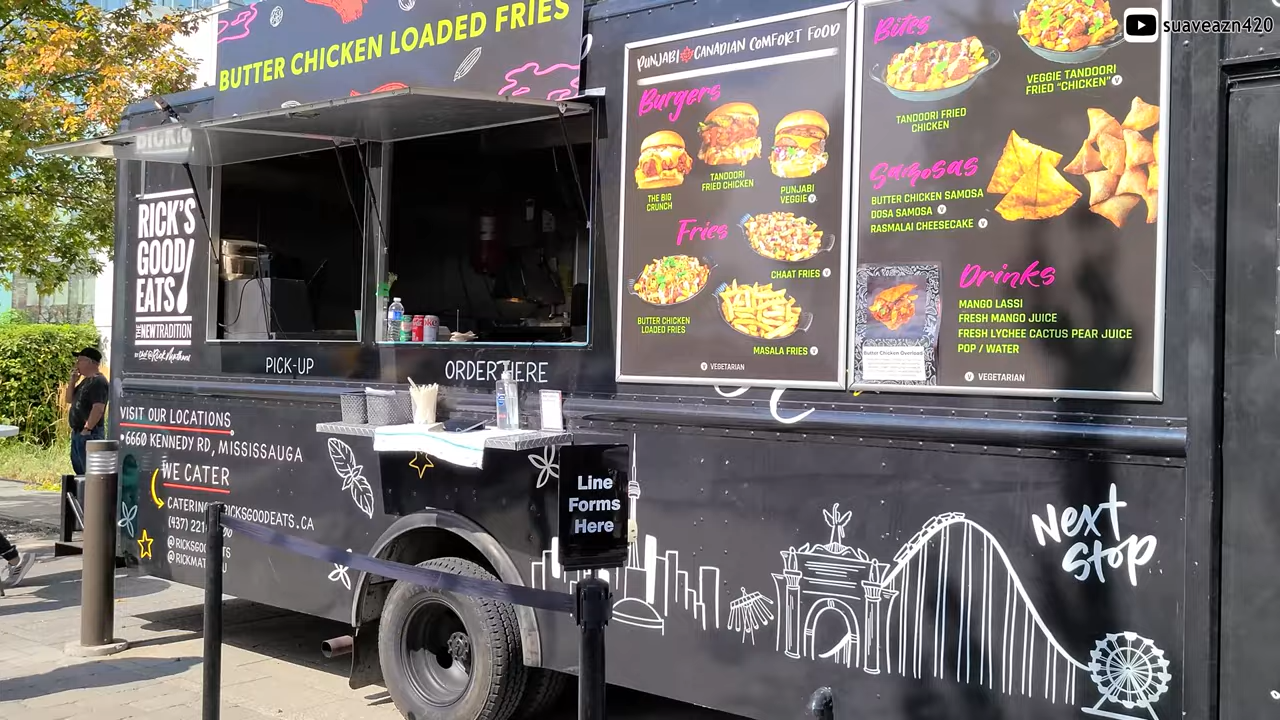 suaveazn420
BUTTER CHICKEN LOADED FRIES
RICK'S
GOOD
EATS!
THE NEW TRADITION
PICK-UP
ORDER HERE
PUNJABI CANADIAN COMFORT FOOD
Burgers
THE BIG
CRUNCH
TANDOORI
FRIED CHICKEN
PUNJABI
VEGGIE V
Fries
CHAAT FRIES V
BUTTER CHICKEN
LOADED FRIES
MASALA FRIES V
V VEGETARIAN
Bites
TANDOORI FRIED
CHICKEN
VEGGIE TANDOORI
FRIED "CHICKEN" V
Samosas
BUTTER CHICKEN SAMOSA
DOSA SAMOSA V
RASMALAI CHEESECAKE V
Drinks
MANGO LASSI
FRESH MANGO JUICE
FRESH LYCHEE CACTUS PEAR JUICE
POP / WATER
Butter Chicken Overload
V VEGETARIAN
VISIT OUR LOCATIONS
•6660 KENNEDY RD, MISSISSAUGA
WE CATER
Line
Forms
Here
Next
Stop